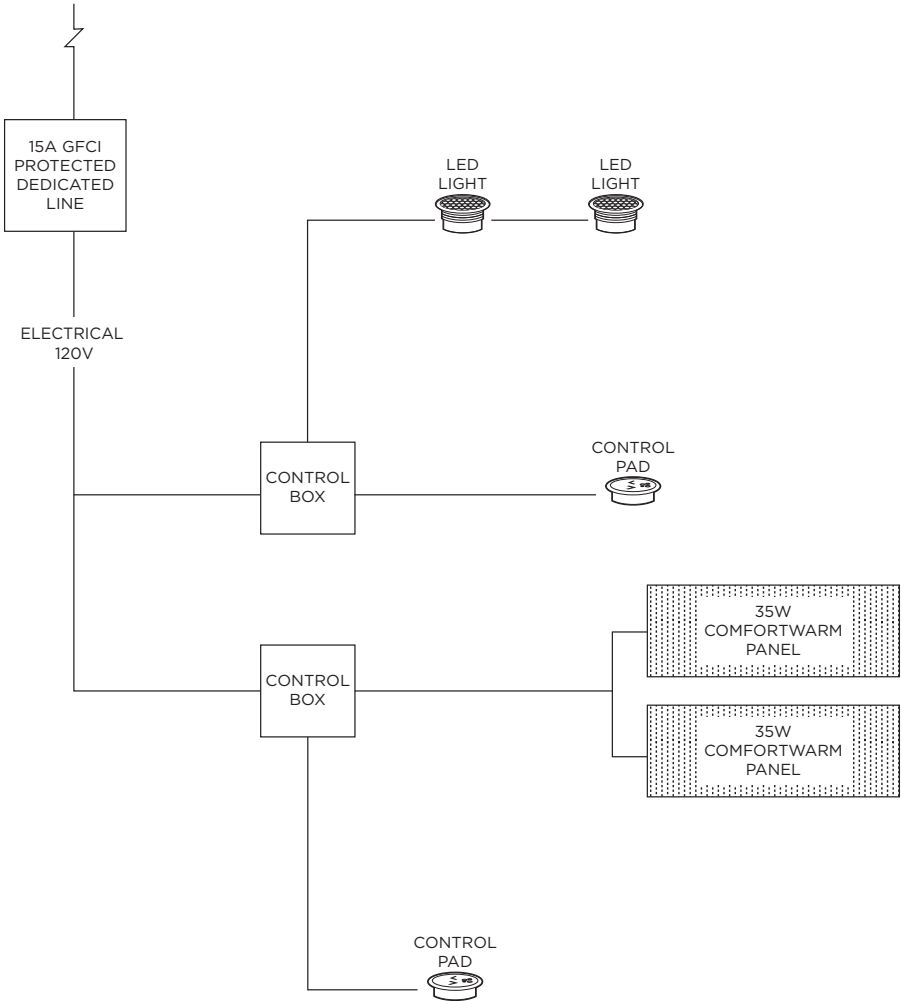 15A GFCI
PROTECTED
DEDICATED
LINE
LED
LIGHT
LED
LIGHT
ELECTRICAL
120V
CONTROL
BOX
CONTROL
PAD
35W
COMFORTWARM
PANEL
CONTROL
BOX
35W
COMFORTWARM
PANEL
CONTROL
PAD